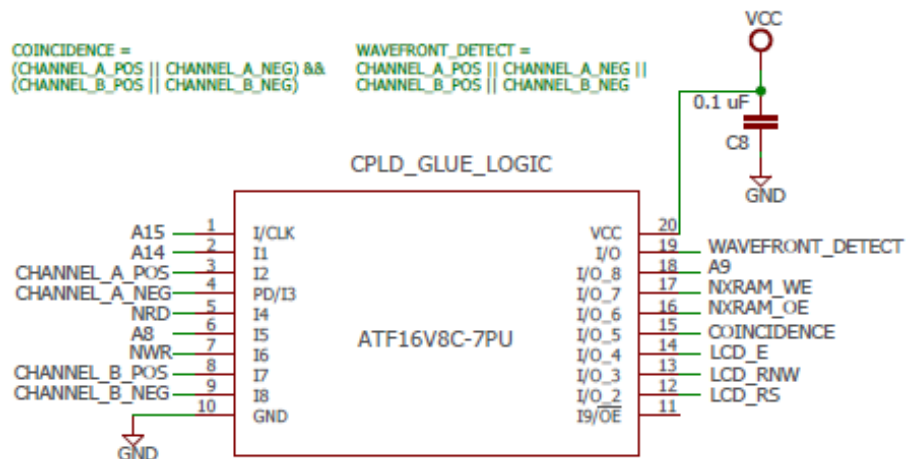 COINCIDENCE =
(CHANNEL_A_POS || CHANNEL_A_NEG) &&
(CHANNEL_B_POS || CHANNEL_B_NEG)
WAVEFRONT_DETECT =
CHANNEL_A_POS || CHANNEL_A_NEG ||
CHANNEL_B_POS || CHANNEL_B_NEG
VCC
0.1 uF
C8
GND
CPLD_GLUE_LOGIC
A15 1 I/CLK
A14 2 I1
CHANNEL_A_POS 3 I2
CHANNEL_A_NEG 4 PD/I3
NRD 5 I4
A8 6 I5
NWR 7 I6
CHANNEL_B_POS 8 I7
CHANNEL_B_NEG 9 I8
10 GND
GND
ATF16V8C-7PU
VCC 20
I/O 19 WAVEFRONT_DETECT
I/O_8 18 A9
I/O_7 17 NXRAM_WE
I/O_6 16 NXRAM_OE
I/O_5 15 COINCIDENCE
I/O_4 14 LCD_E
I/O_3 13 LCD_RNW
I/O_2 12 LCD_RS
I9/OE 11